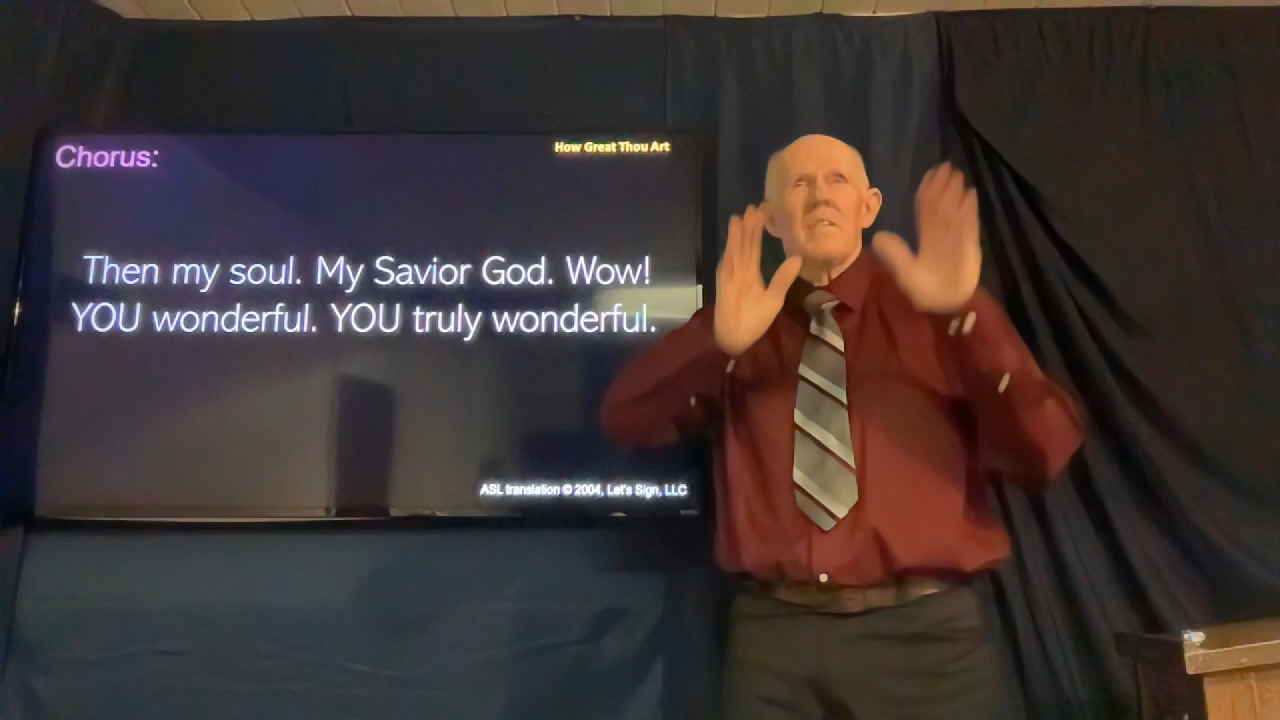 Chorus:
How Great Thou Art
Then my soul. My Savior God. Wow!
YOU wonderful. YOU truly wonderful.
ASL translation © 2004, Let's Sign, LLC